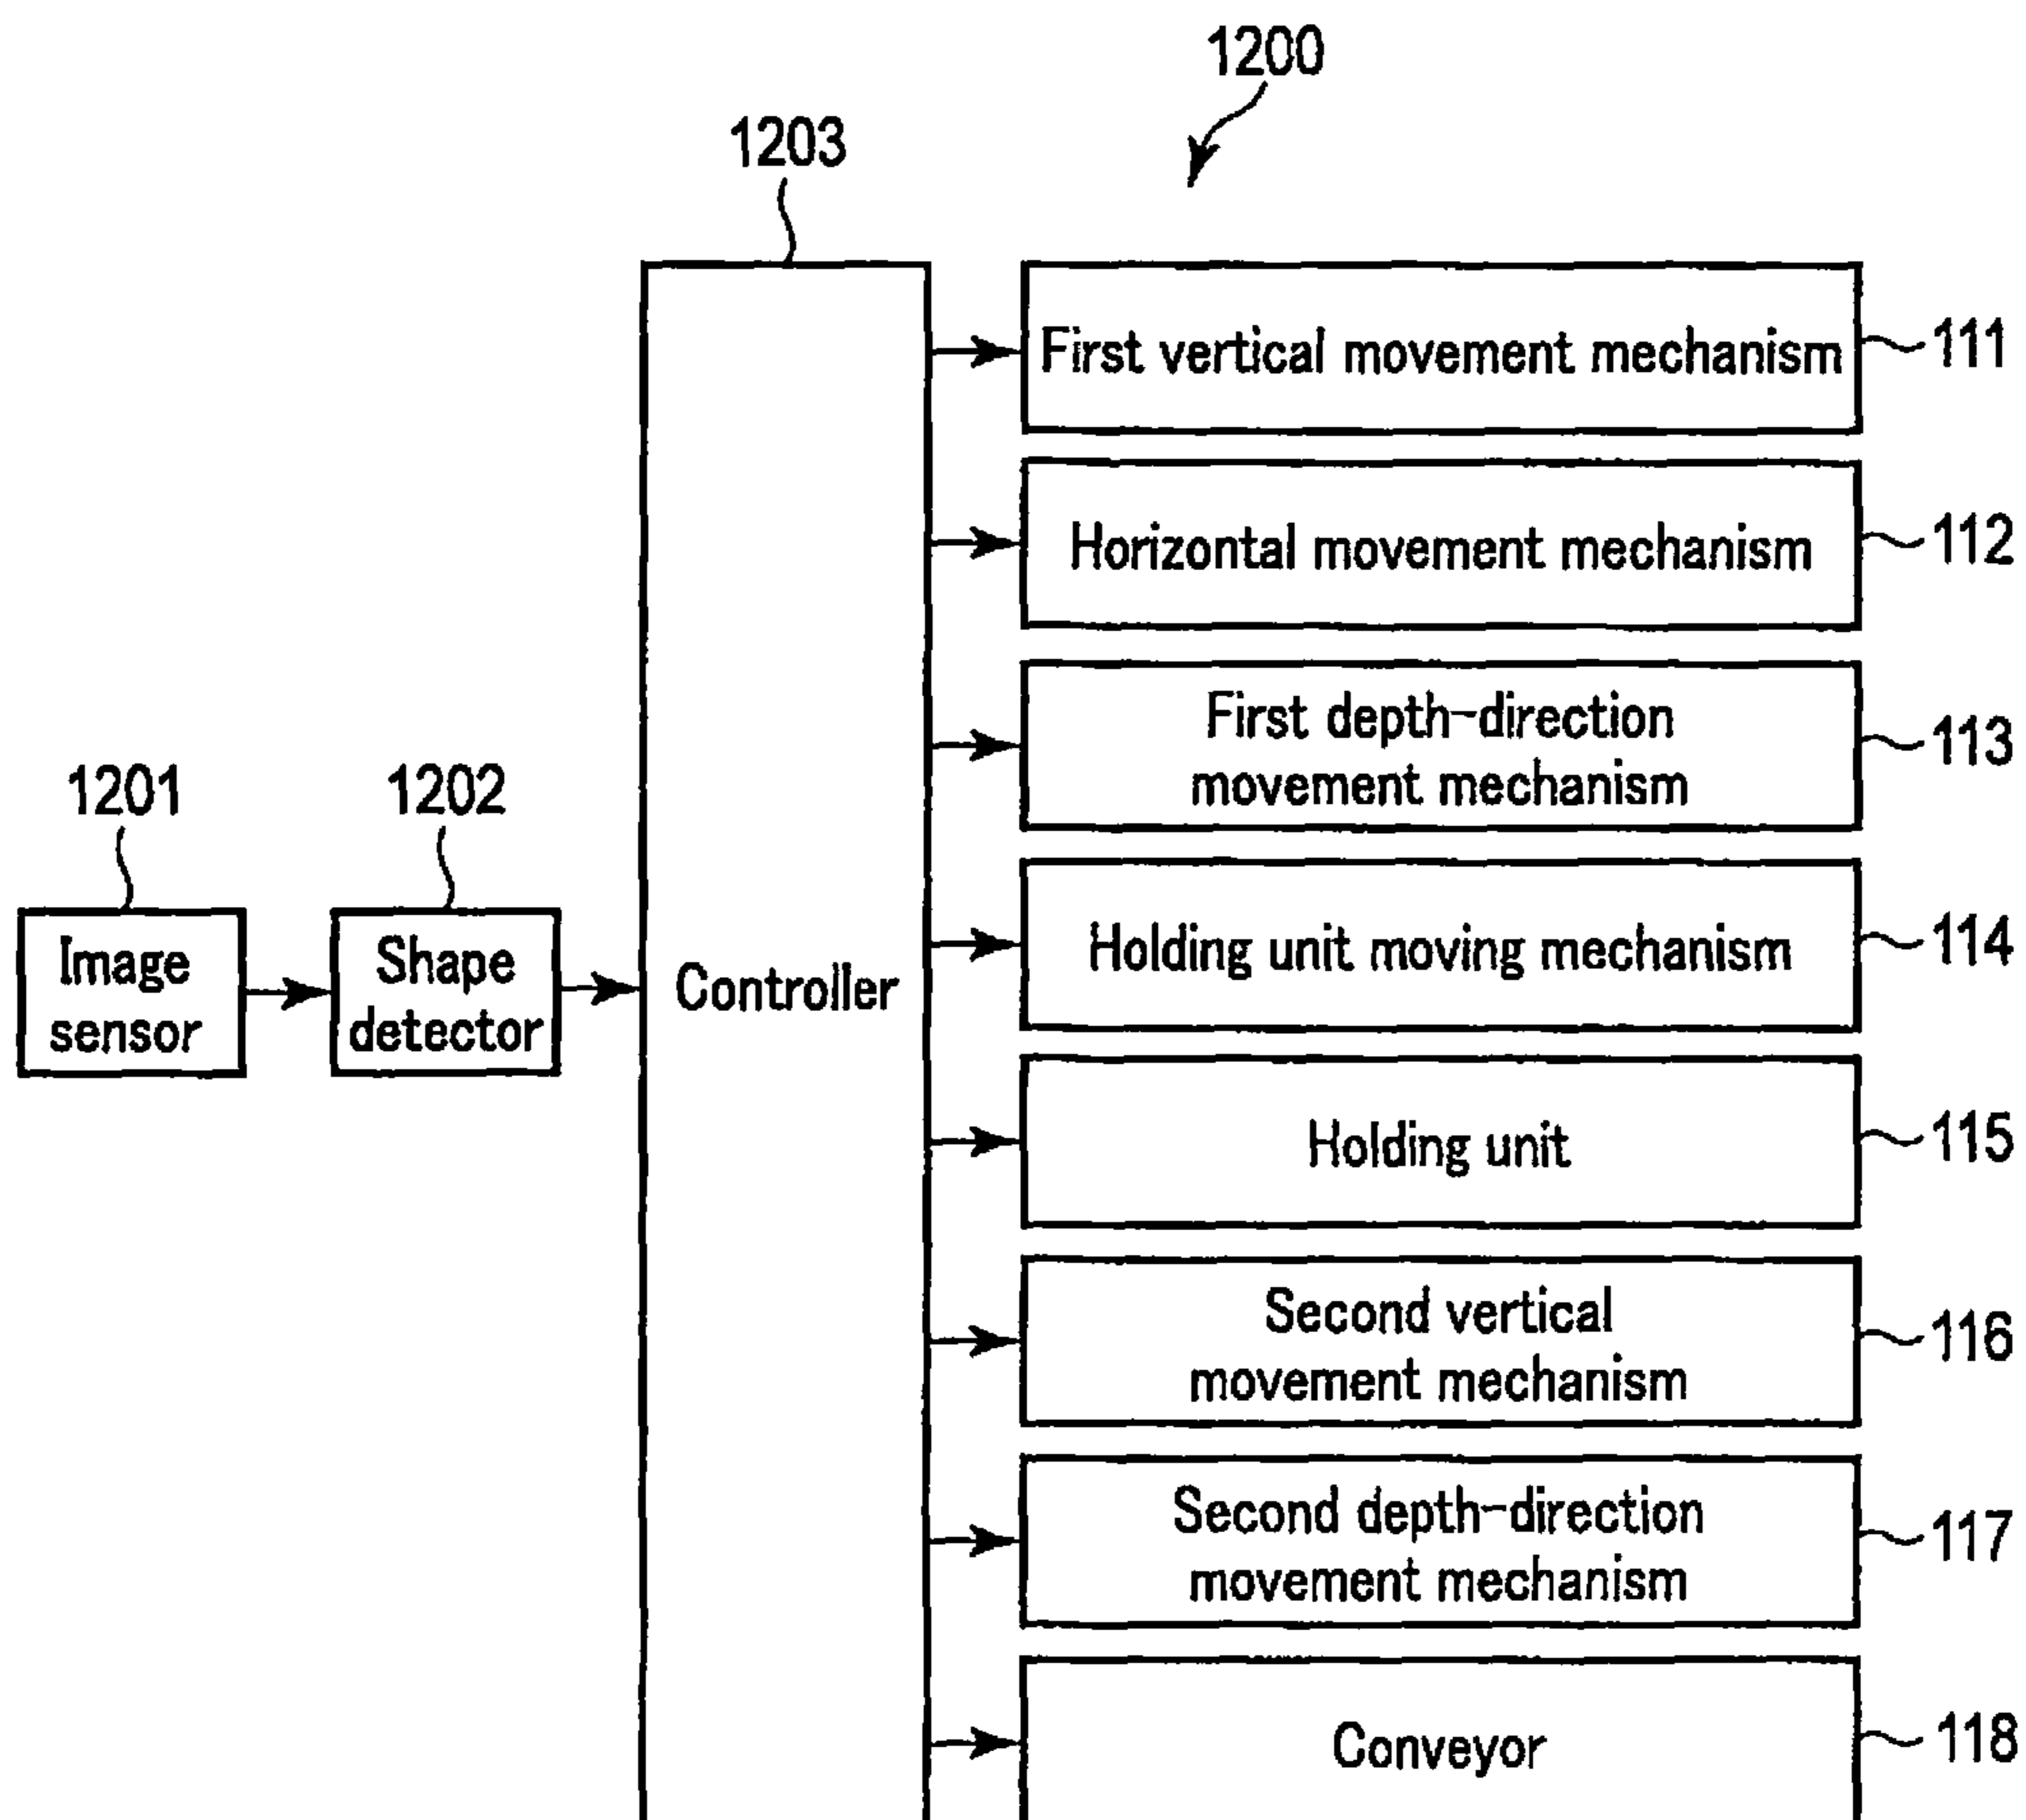 1200
1203
First vertical movement mechanism
111
Horizontal movement mechanism
112
First depth-direction
movement mechanism
113
1201
1202
Image
sensor
Shape
detector
Controller
Holding unit moving mechanism
114
Holding unit
115
Second vertical
movement mechanism
116
Second depth-direction
movement mechanism
117
Conveyor
118